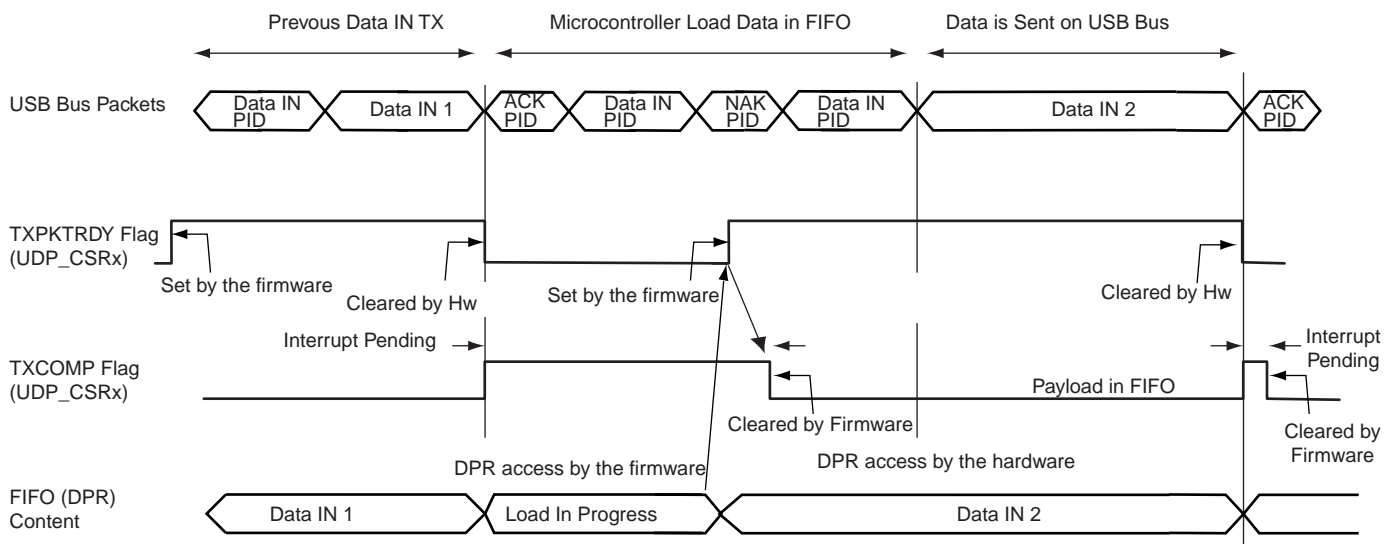 Prevous Data IN TX
Microcontroller Load Data in FIFO
Data is Sent on USB Bus
USB Bus Packets
Data IN
PID
Data IN 1
ACK
PID
Data IN
PID
NAK
PID
Data IN
PID
Data IN 2
ACK
PID
TXPKTRDY Flag
(UDP_CSRx)
Set by the firmware
Cleared by Hw
Set by the firmware
Cleared by Hw
Interrupt Pending
Interrupt
Pending
TXCOMP Flag
(UDP_CSRx)
Payload in FIFO
Cleared by Firmware
Cleared by
Firmware
DPR access by the firmware
DPR access by the hardware
FIFO (DPR)
Content
Data IN 1
Load In Progress
Data IN 2